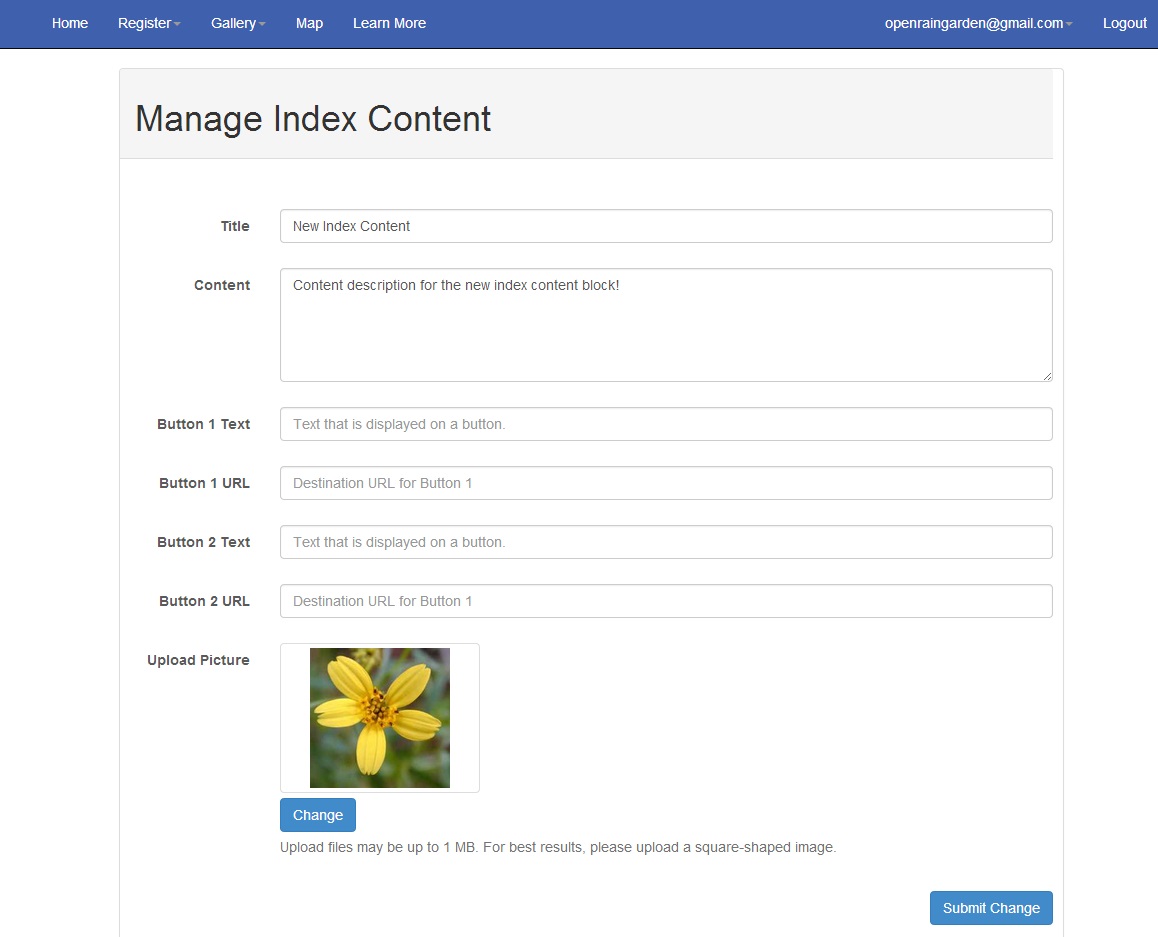 Home Register Gallery Map Learn More openraingarden@gmail.com Logout
Manage Index Content
Title New Index Content
Content Content description for the new index content block!
Button 1 Text Text that is displayed on a button.
Button 1 URL Destination URL for Button 1
Button 2 Text Text that is displayed on a button.
Button 2 URL Destination URL for Button 1
Upload Picture
Change
Upload files may be up to 1 MB. For best results, please upload a square-shaped image.
Submit Change